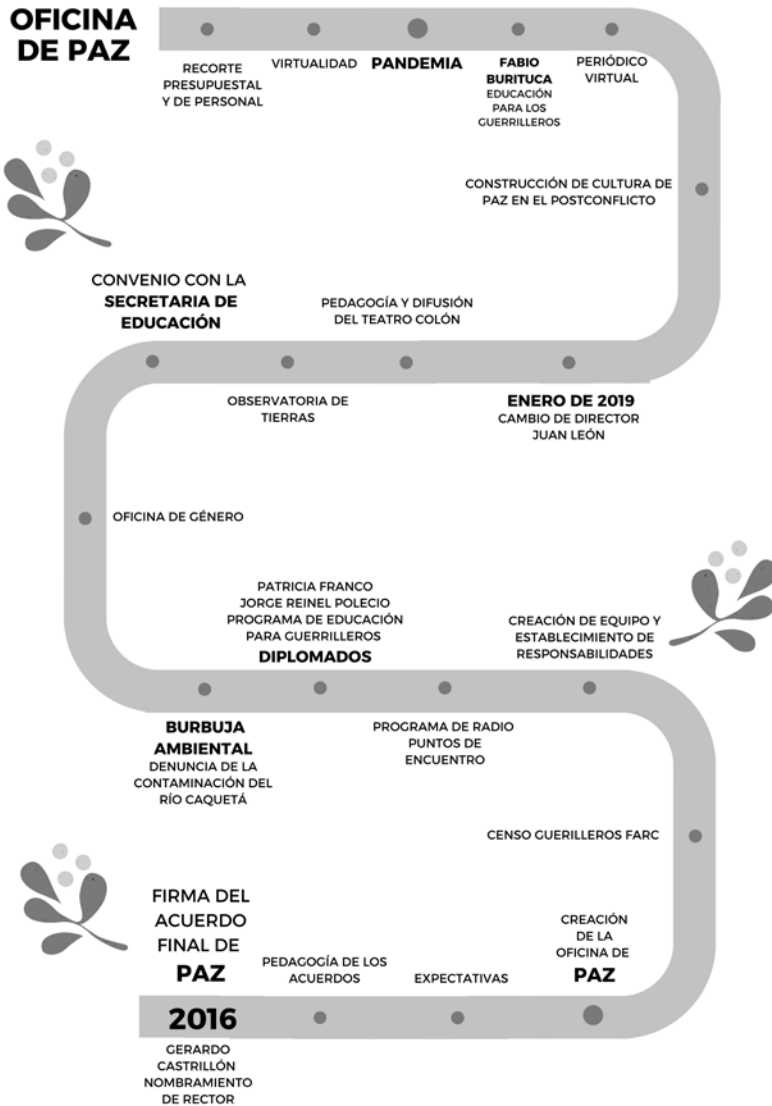 OFICINA
DE PAZ
RECORTE
PRESUPUESTAL
Y DE PERSONAL
VIRTUALIDAD
PANDEMIA
FABIO
BURITUCA
EDUCACIÓN
PARA LOS
GUERRILLEROS
PERIÓDICO
VIRTUAL
CONSTRUCCIÓN DE CULTURA DE
PAZ EN EL POSTCONFLICTO
CONVENIO CON LA
SECRETARIA DE
EDUCACIÓN
PEDAGOGÍA Y DIFUSIÓN
DEL TEATRO COLÓN
OBSERVATORIA DE
TIERRAS
ENERO DE 2019
CAMBIO DE DIRECTOR
JUAN LEÓN
OFICINA DE GÉNERO
PATRICIA FRANCO
JORGE REINEL POLECIO
PROGRAMA DE EDUCACIÓN
PARA GUERRILLEROS
DIPLOMADOS
CREACIÓN DE EQUIPO Y
ESTABLECIMIENTO DE
RESPONSABILIDADES
BURBUJA
AMBIENTAL
DENUNCIA DE LA
CONTAMINACIÓN DEL
RÍO CAQUETÁ
PROGRAMA DE RADIO
PUNTOS DE
ENCUENTRO
CENSO GUERILLEROS FARC
FIRMA DEL
ACUERDO
FINAL DE
PAZ
PEDAGOGÍA DE LOS
ACUERDOS
EXPECTATIVAS
CREACIÓN
DE LA
OFICINA DE
PAZ
2016
GERARDO
CASTRILLÓN
NOMBRAMIENTO
DE RECTOR